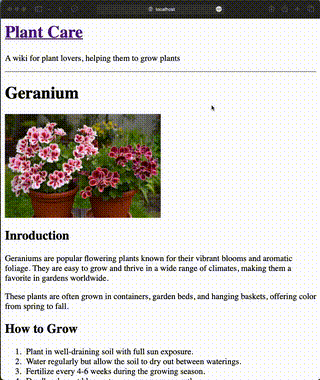 localhost
Plant Care
A wiki for plant lovers, helping them to grow plants
Geranium
Inroduction
Geraniums are popular flowering plants known for their vibrant blooms and aromatic
foliage. They are easy to grow and thrive in a wide range of climates, making them a
favorite in gardens worldwide.
These plants are often grown in containers, garden beds, and hanging baskets, offering color
from spring to fall.
How to Grow
1. Plant in well-draining soil with full sun exposure.
2. Water regularly but allow the soil to dry out between waterings.
3. Fertilize every 4-6 weeks during the growing season.